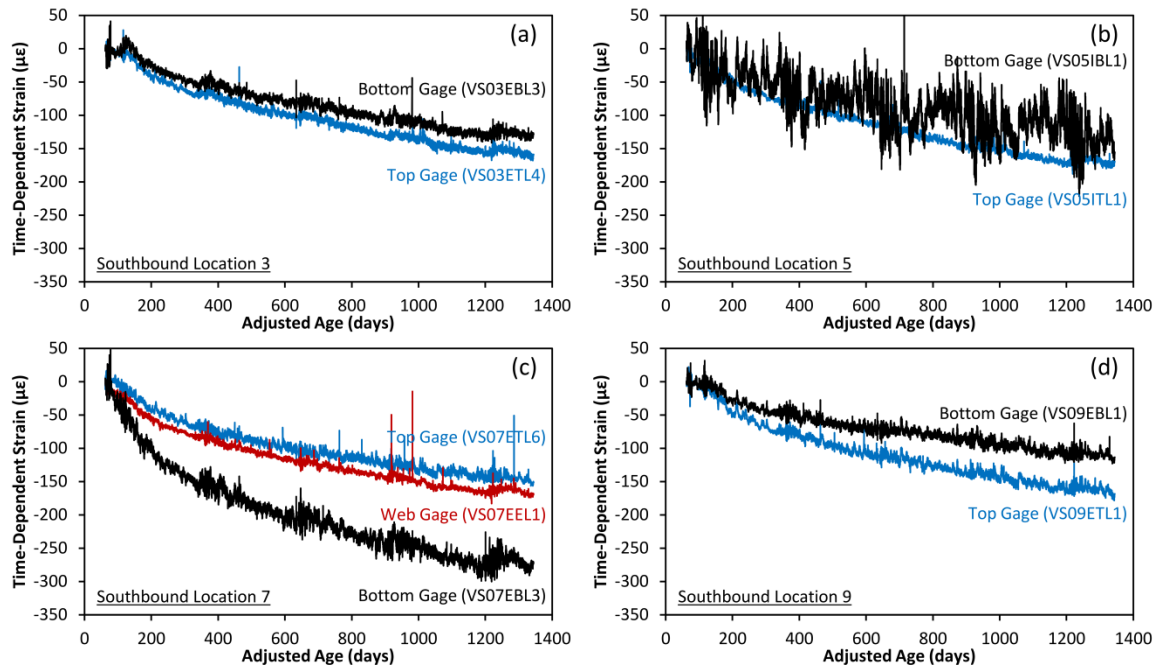 (a)
50
0
-50
-100
-150
-200
-250
-300
-350
Time-Dependent Strain (µε)
Bottom Gage (VS03EBL3)
Top Gage (VS03ETL4)
Southbound Location 3
0 200 400 600 800 1000 1200 1400
Adjusted Age (days)
(b)
50
0
-50
-100
-150
-200
-250
-300
-350
Time-Dependent Strain (µε)
Bottom Gage (VS05IBL1)
Top Gage (VS05ITL1)
Southbound Location 5
0 200 400 600 800 1000 1200 1400
Adjusted Age (days)
(c)
50
0
-50
-100
-150
-200
-250
-300
-350
Time-Dependent Strain (µε)
Top Gage (VS07ETL6)
Web Gage (VS07EEL1)
Bottom Gage (VS07EBL3)
Southbound Location 7
0 200 400 600 800 1000 1200 1400
Adjusted Age (days)
(d)
50
0
-50
-100
-150
-200
-250
-300
-350
Time-Dependent Strain (µε)
Bottom Gage (VS09EBL1)
Top Gage (VS09ETL1)
Southbound Location 9
0 200 400 600 800 1000 1200 1400
Adjusted Age (days)